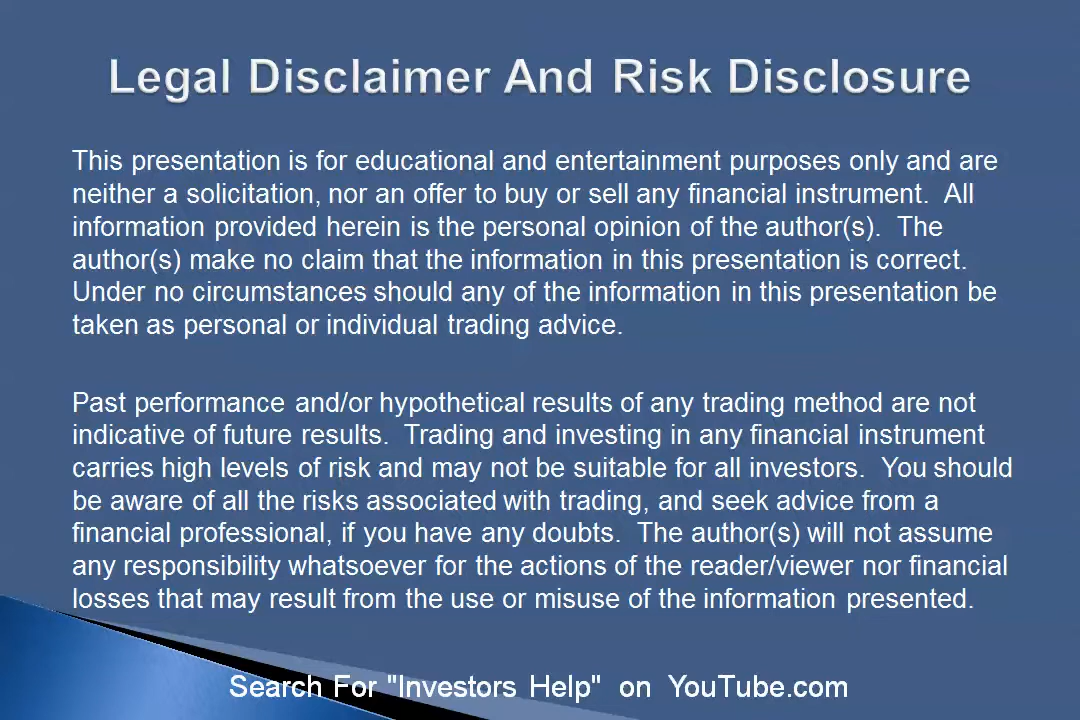 Legal Disclaimer And Risk Disclosure
This presentation is for educational and entertainment purposes only and are
neither a solicitation, nor an offer to buy or sell any financial instrument.  All
information provided herein is the personal opinion of the author(s).  The
author(s) make no claim that the information in this presentation is correct.
Under no circumstances should any of the information in this presentation be
taken as personal or individual trading advice.
Past performance and/or hypothetical results of any trading method are not
indicative of future results.  Trading and investing in any financial instrument
carries high levels of risk and may not be suitable for all investors.  You should
be aware of all the risks associated with trading, and seek advice from a
financial professional, if you have any doubts.  The author(s) will not assume
any responsibility whatsoever for the actions of the reader/viewer nor financial
losses that may result from the use or misuse of the information presented.
Search For "Investors Help" on YouTube.com